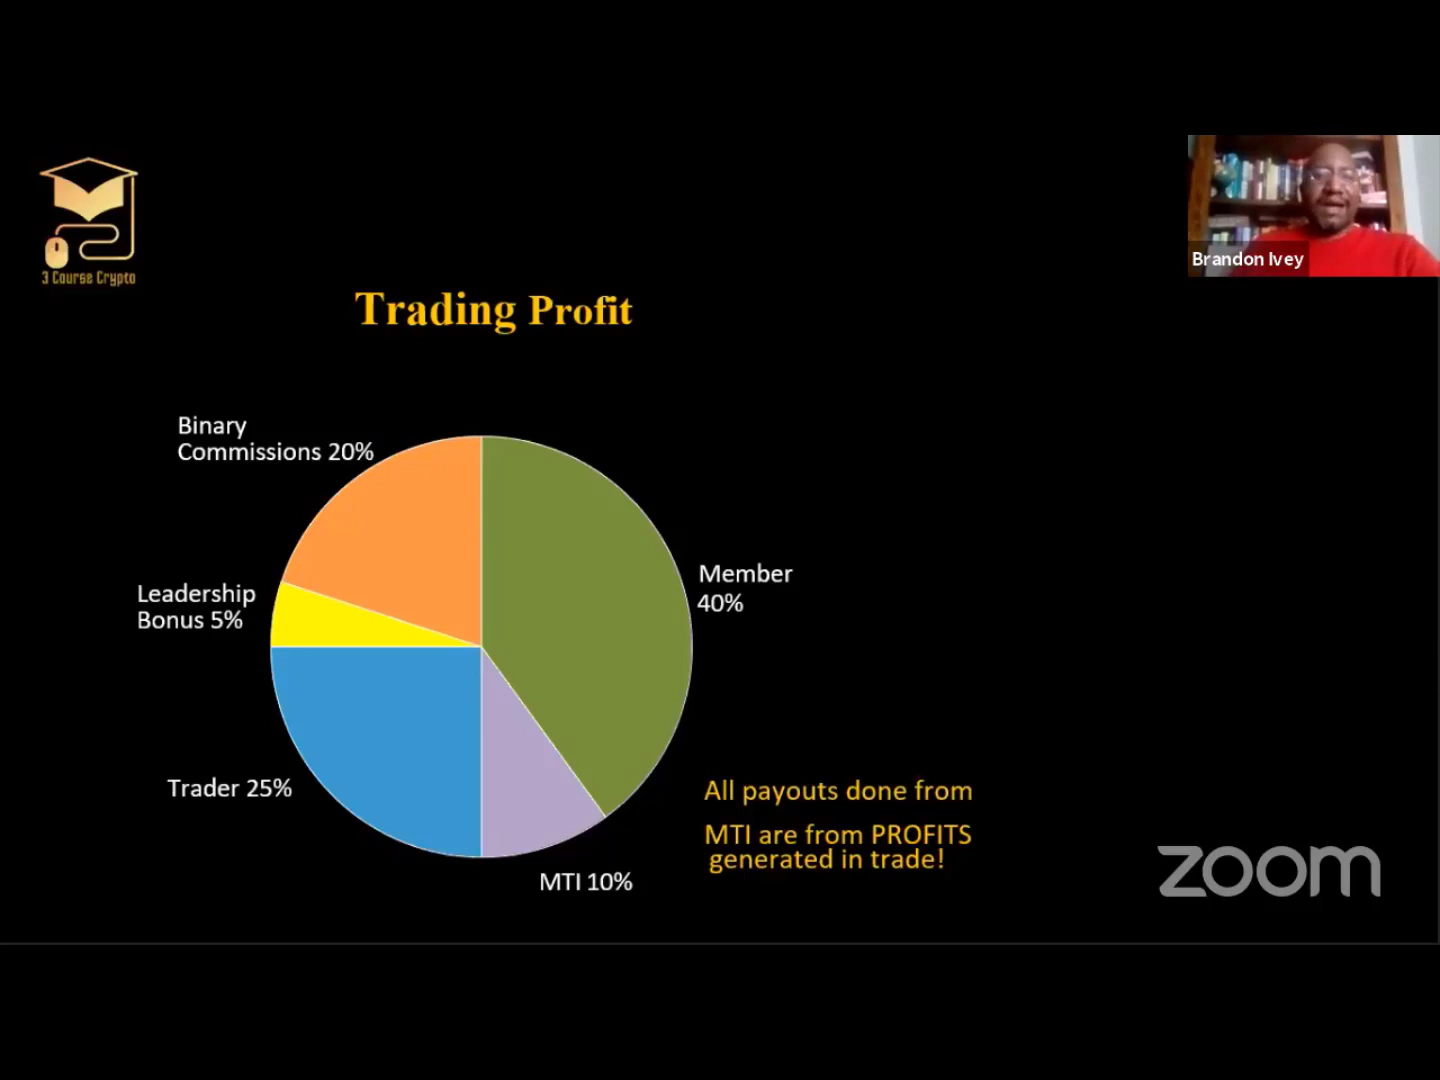 3 Course Crypto
Brandon Ivey
Trading Profit
Binary
Commissions 20%
Member
40%
Leadership
Bonus 5%
Trader 25%
MTI 10%
All payouts done from
MTI are from PROFITS
generated in trade!
zoom